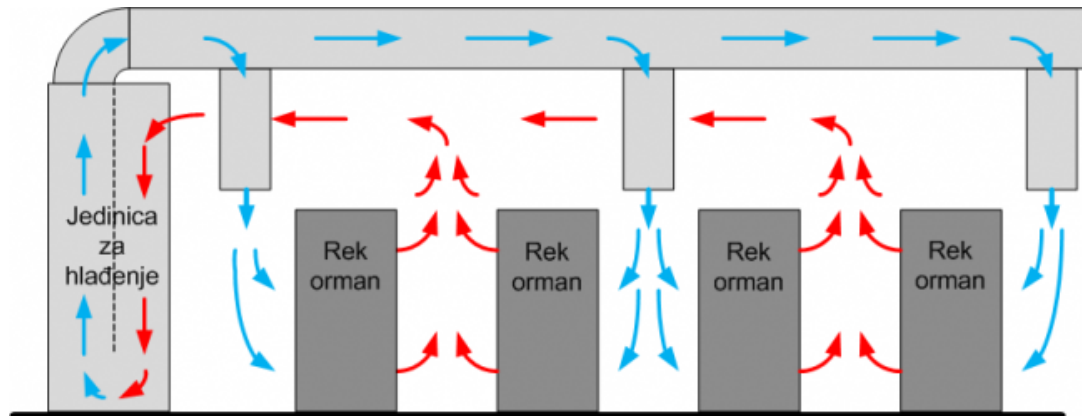 Jedinica
za
hlađenje
Rek
orman
Rek
orman
Rek
orman
Rek
orman